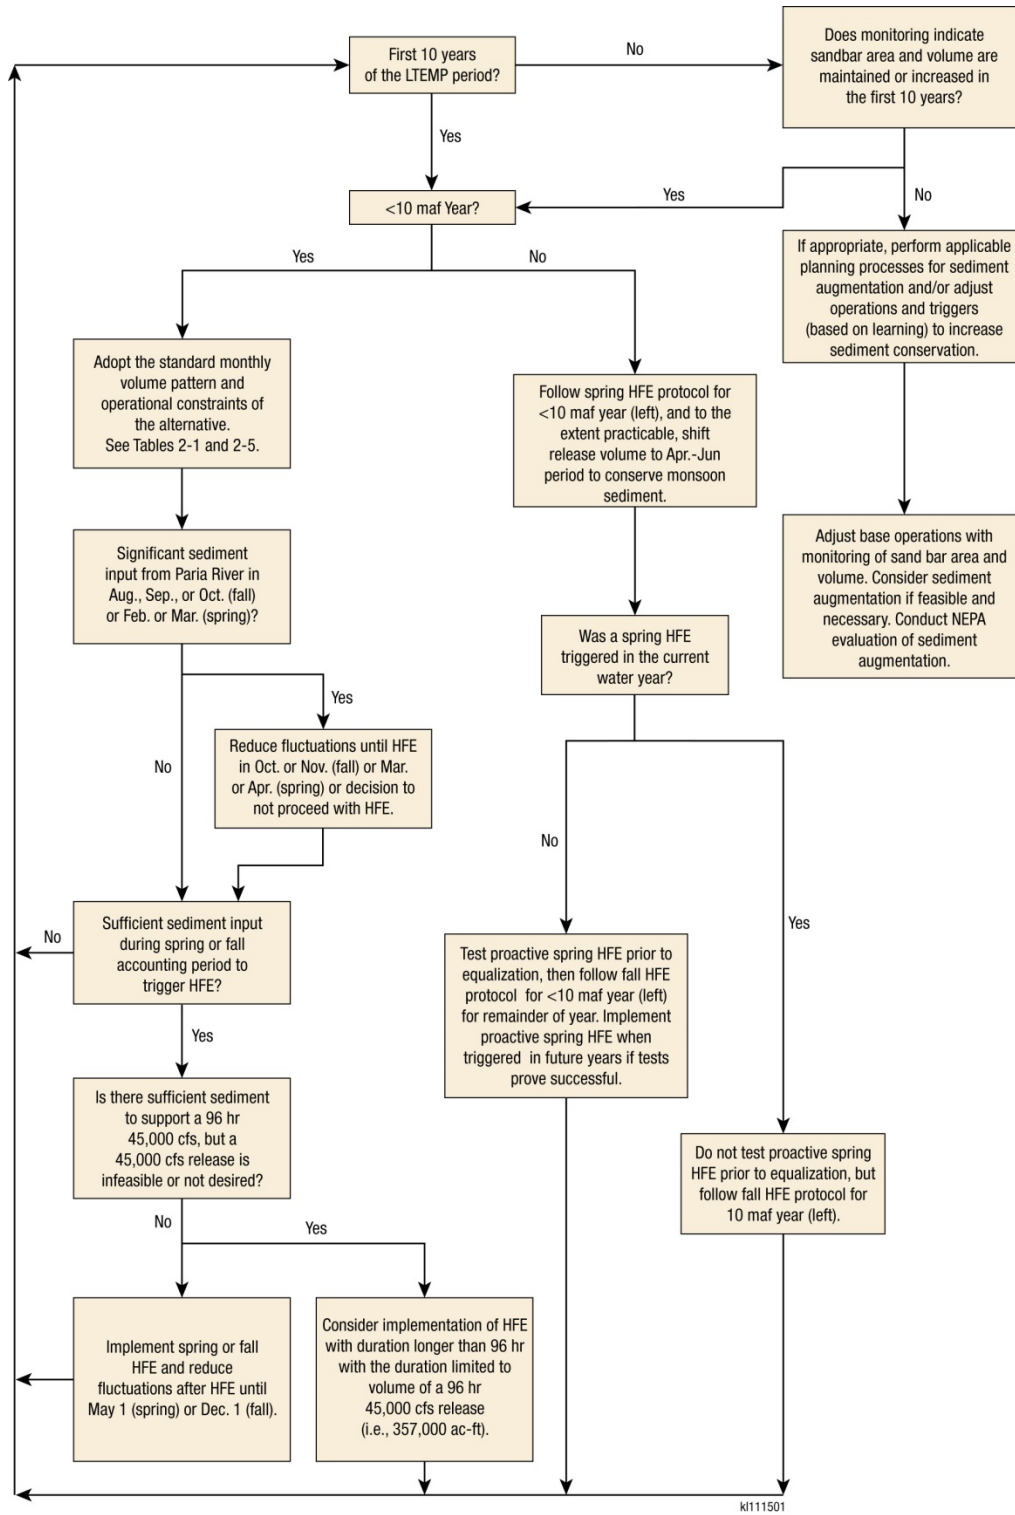 First 10 years
of the LTEMP period?
No
Does monitoring indicate
sandbar area and volume are
maintained or increased in
the first 10 years?
Yes
<10 maf Year?
Yes
No
Yes
No
If appropriate, perform applicable
planning processes for sediment
augmentation and/or adjust
operations and triggers
(based on learning) to increase
sediment conservation.
Adopt the standard monthly
volume pattern and
operational constraints of
the alternative.
See Tables 2-1 and 2-5.
Follow spring HFE protocol for
<10 maf year (left), and to the
extent practicable, shift
release volume to Apr.-Jun
period to conserve monsoon
sediment.
Adjust base operations with
monitoring of sand bar area and
volume. Consider sediment
augmentation if feasible and
necessary. Conduct NEPA
evaluation of sediment
augmentation.
Significant sediment
input from Paria River in
Aug., Sep., or Oct. (fall)
or Feb. or Mar. (spring)?
Was a spring HFE
triggered in the current
water year?
Yes
No
Reduce fluctuations until HFE
in Oct. or Nov. (fall) or Mar.
or Apr. (spring) or decision to
not proceed with HFE.
No
Yes
Sufficient sediment input
during spring or fall
accounting period to
trigger HFE?
No
Test proactive spring HFE prior to
equalization, then follow fall HFE
protocol for <10 maf year (left)
for remainder of year. Implement
proactive spring HFE when
triggered in future years if tests
prove successful.
Yes
Is there sufficient sediment
to support a 96 hr
45,000 cfs, but a
45,000 cfs release is
infeasible or not desired?
Do not test proactive spring
HFE prior to equalization, but
follow fall HFE protocol for
10 maf year (left).
No
Yes
Implement spring or fall
HFE and reduce
fluctuations after HFE until
May 1 (spring) or Dec. 1 (fall).
Consider implementation of HFE
with duration longer than 96 hr
with the duration limited to
volume of a 96 hr
45,000 cfs release
(i.e., 357,000 ac-ft).
kl111501